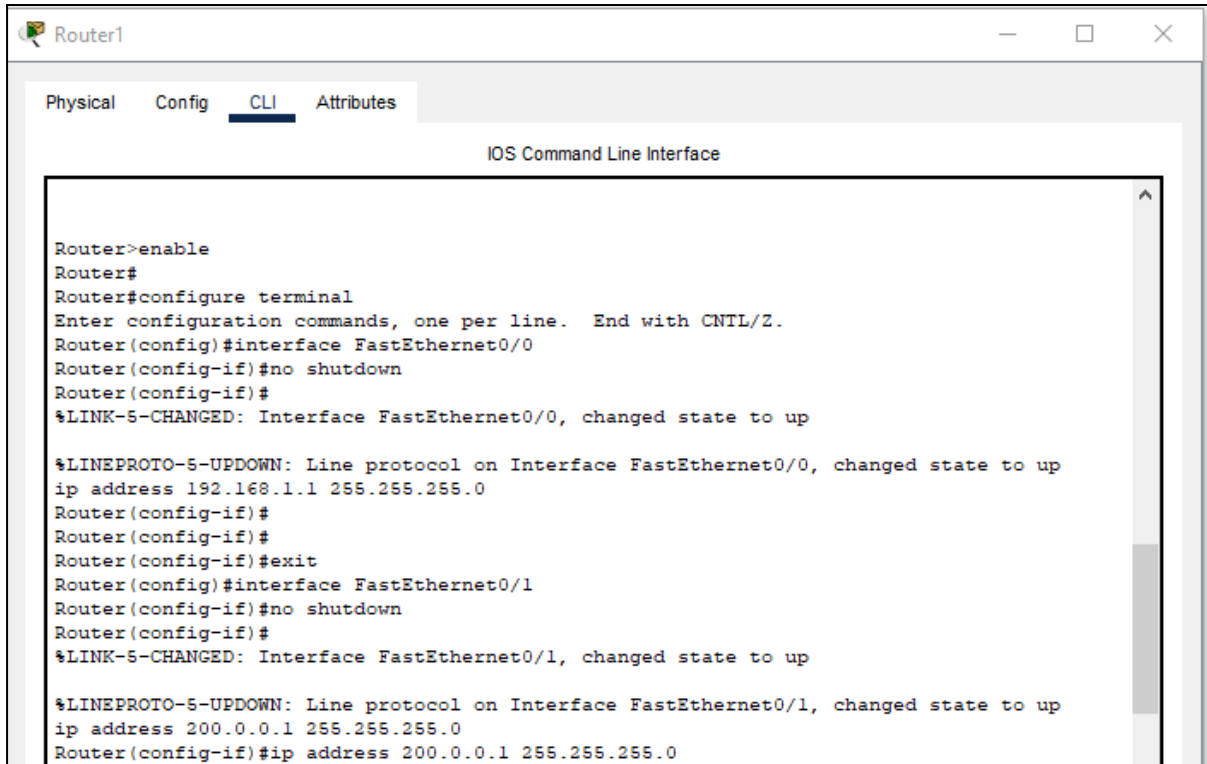 Router1
Physical Config CLI Attributes
IOS Command Line Interface
Router>enable
Router#
Router#configure terminal
Enter configuration commands, one per line.  End with CNTL/Z.
Router(config)#interface FastEthernet0/0
Router(config-if)#no shutdown
Router(config-if)#
%LINK-5-CHANGED: Interface FastEthernet0/0, changed state to up
%LINEPROTO-5-UPDOWN: Line protocol on Interface FastEthernet0/0, changed state to up
ip address 192.168.1.1 255.255.255.0
Router(config-if)#
Router(config-if)#
Router(config-if)#exit
Router(config)#interface FastEthernet0/1
Router(config-if)#no shutdown
Router(config-if)#
%LINK-5-CHANGED: Interface FastEthernet0/1, changed state to up
%LINEPROTO-5-UPDOWN: Line protocol on Interface FastEthernet0/1, changed state to up
ip address 200.0.0.1 255.255.255.0
Router(config-if)#ip address 200.0.0.1 255.255.255.0